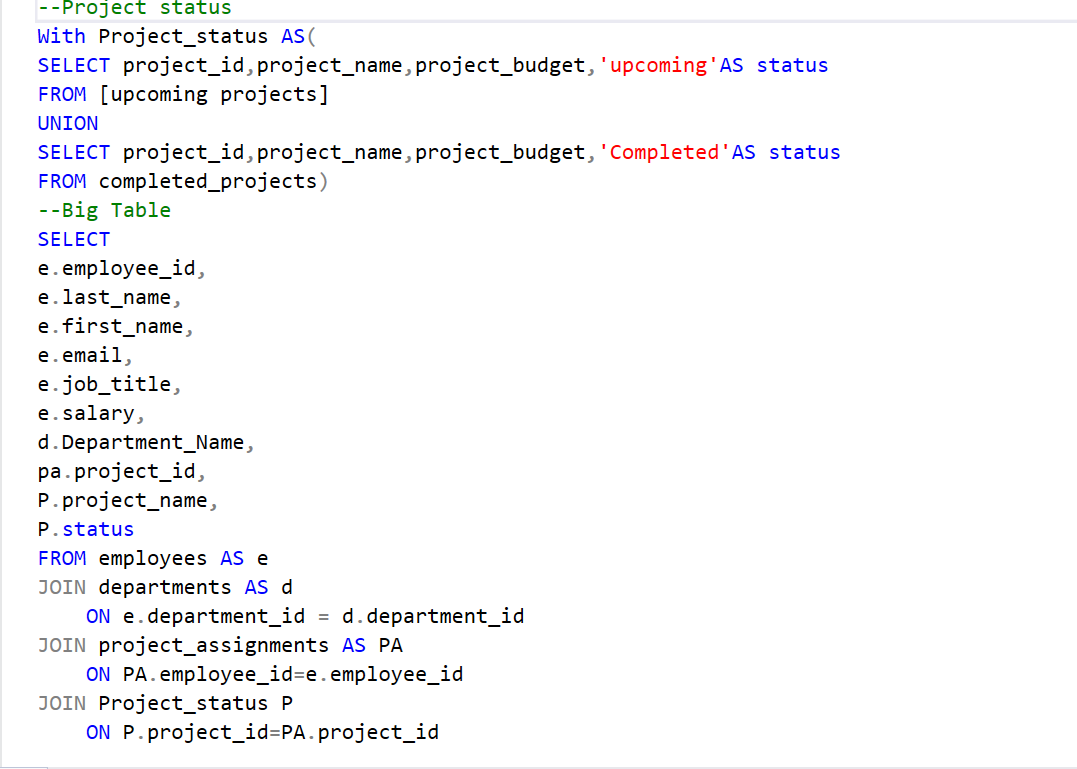 --Project status
With Project_status AS(
SELECT project_id,project_name,project_budget,'upcoming'AS status
FROM [upcoming projects]
UNION
SELECT project_id,project_name,project_budget,'Completed'AS status
FROM completed_projects)
--Big Table
SELECT
e.employee_id,
e.last_name,
e.first_name,
e.email,
e.job_title,
e.salary,
d.Department_Name,
pa.project_id,
P.project_name,
P.status
FROM employees AS e
JOIN departments AS d
    ON e.department_id = d.department_id
JOIN project_assignments AS PA
    ON PA.employee_id=e.employee_id
JOIN Project_status P
    ON P.project_id=PA.project_id